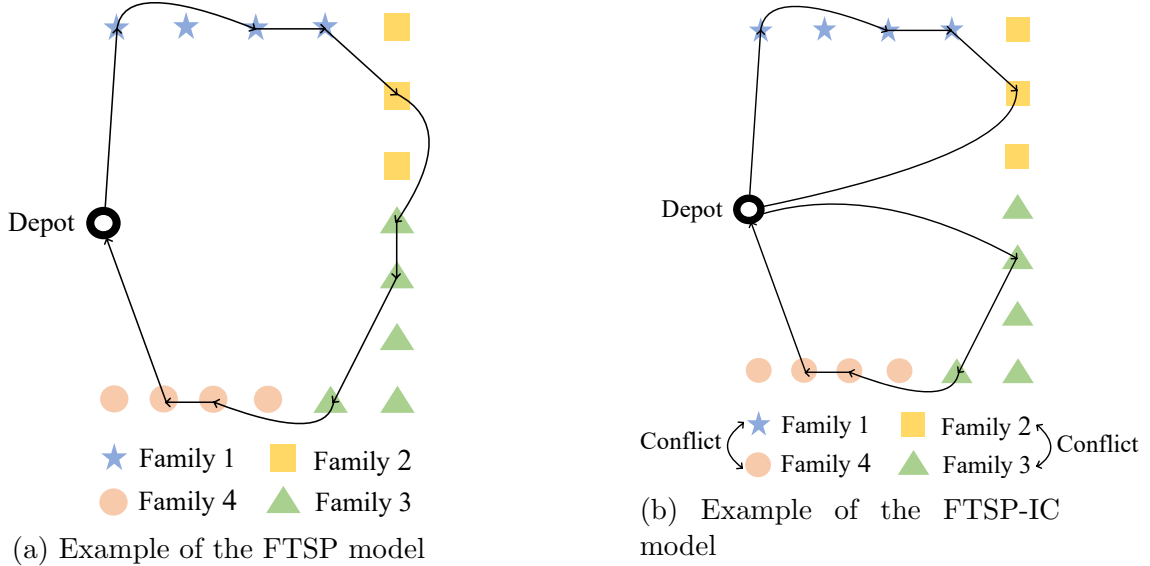 Depot
Family 1
Family 2
Family 4
Family 3
(a) Example of the FTSP model
Depot
Conflict
Family 1
Family 2
Conflict
Family 4
Family 3
(b) Example of the FTSP-IC
model